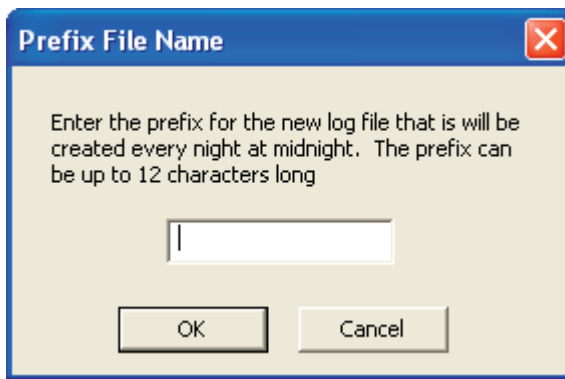 Prefix File Name
Enter the prefix for the new log file that is will be
created every night at midnight. The prefix can
be up to 12 characters long
OK
Cancel